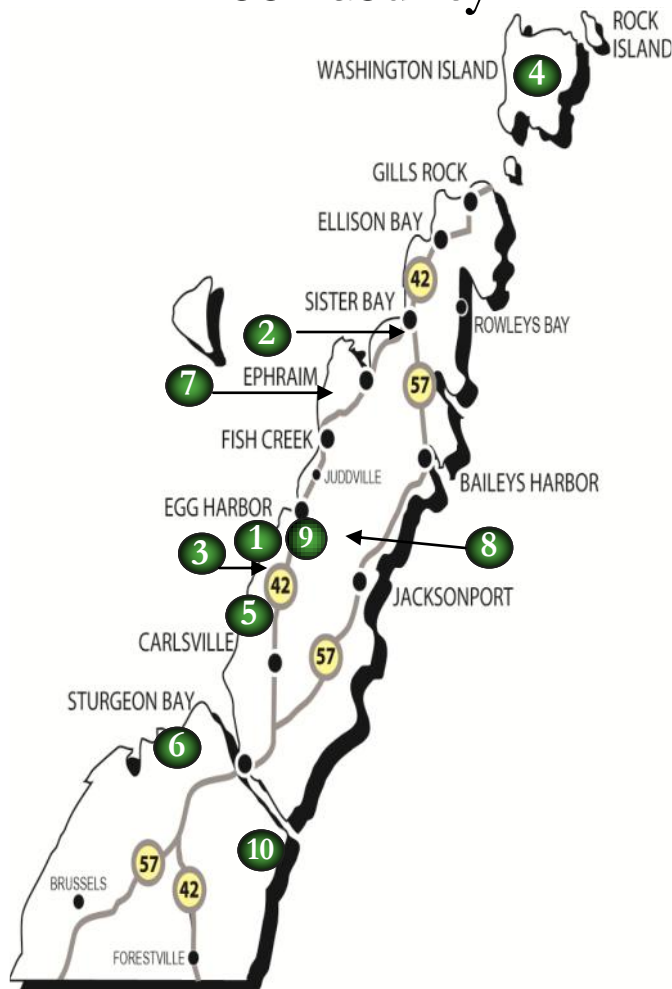 ROCK
ISLAND
WASHINGTON ISLAND
4
GILLS ROCK
ELLISON BAY
42
SISTER BAY
ROWLEYS BAY
2
EPHRAIM
57
7
FISH CREEK
JUDDVILLE
BAILEYS HARBOR
EGG HARBOR
1
9
3
8
42
JACKSONPORT
5
CARLSVILLE
57
STURGEON BAY
6
10
57
42
BRUSSELS
FORESTVILLE